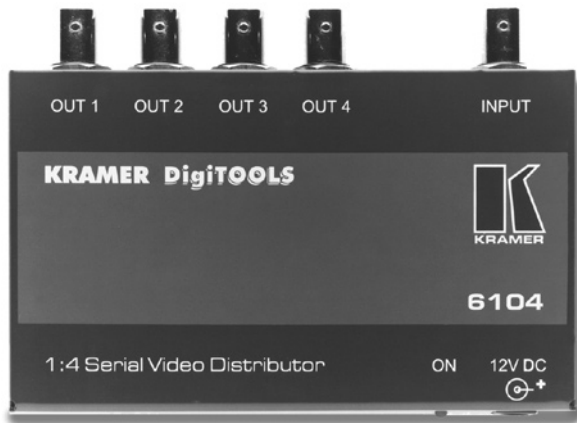 OUT 1 OUT 2 OUT 3 OUT 4 INPUT
KRAMER DigiTOOLS
KRAMER
6104
1:4 Serial Video Distributor ON 12V DC
+